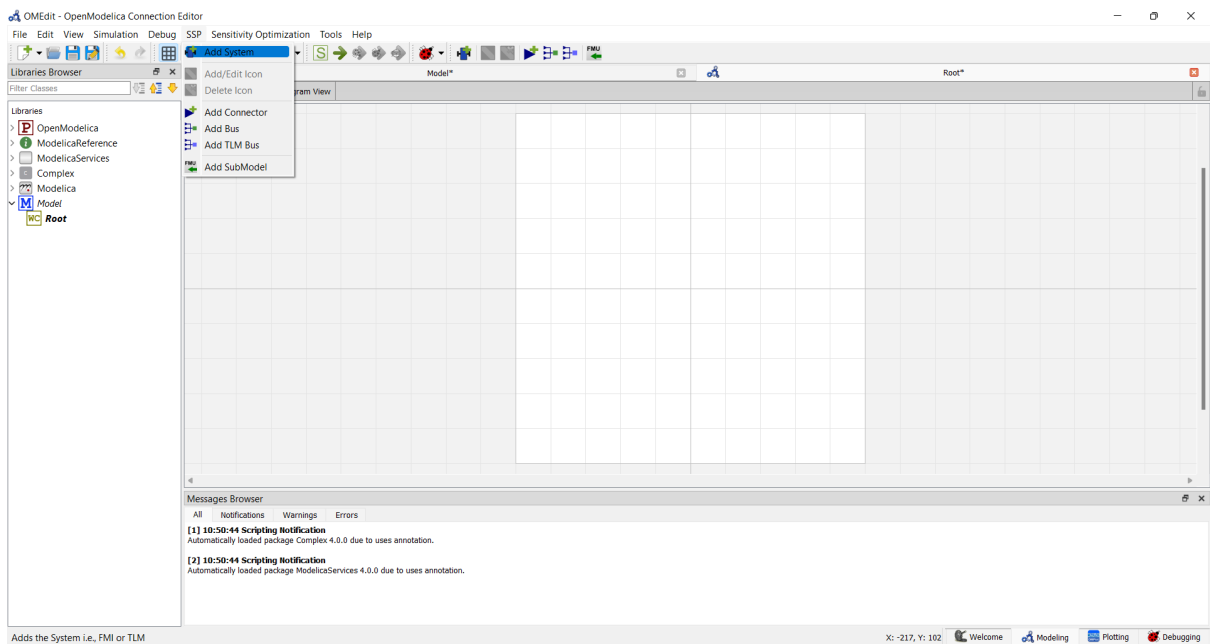 OMEdit - OpenModelica Connection Editor
File Edit View Simulation Debug SSP Sensitivity Optimization Tools Help
S
FMU
Add System
Add/Edit Icon
Delete Icon
Add Connector
Add Bus
Add TLM Bus
FMU Add SubModel
Libraries Browser
Filter Classes
Libraries
P OpenModelica
i ModelicaReference
ModelicaServices
C Complex
Modelica
M Model
WC Root
Model*
Root*
gram View
Messages Browser
All Notifications Warnings Errors
[1] 10:50:44 Scripting Notification
Automatically loaded package Complex 4.0.0 due to uses annotation.
[2] 10:50:44 Scripting Notification
Automatically loaded package ModelicaServices 4.0.0 due to uses annotation.
Adds the System i.e., FMI or TLM
X: -217, Y: 102 Welcome Modeling Plotting Debugging